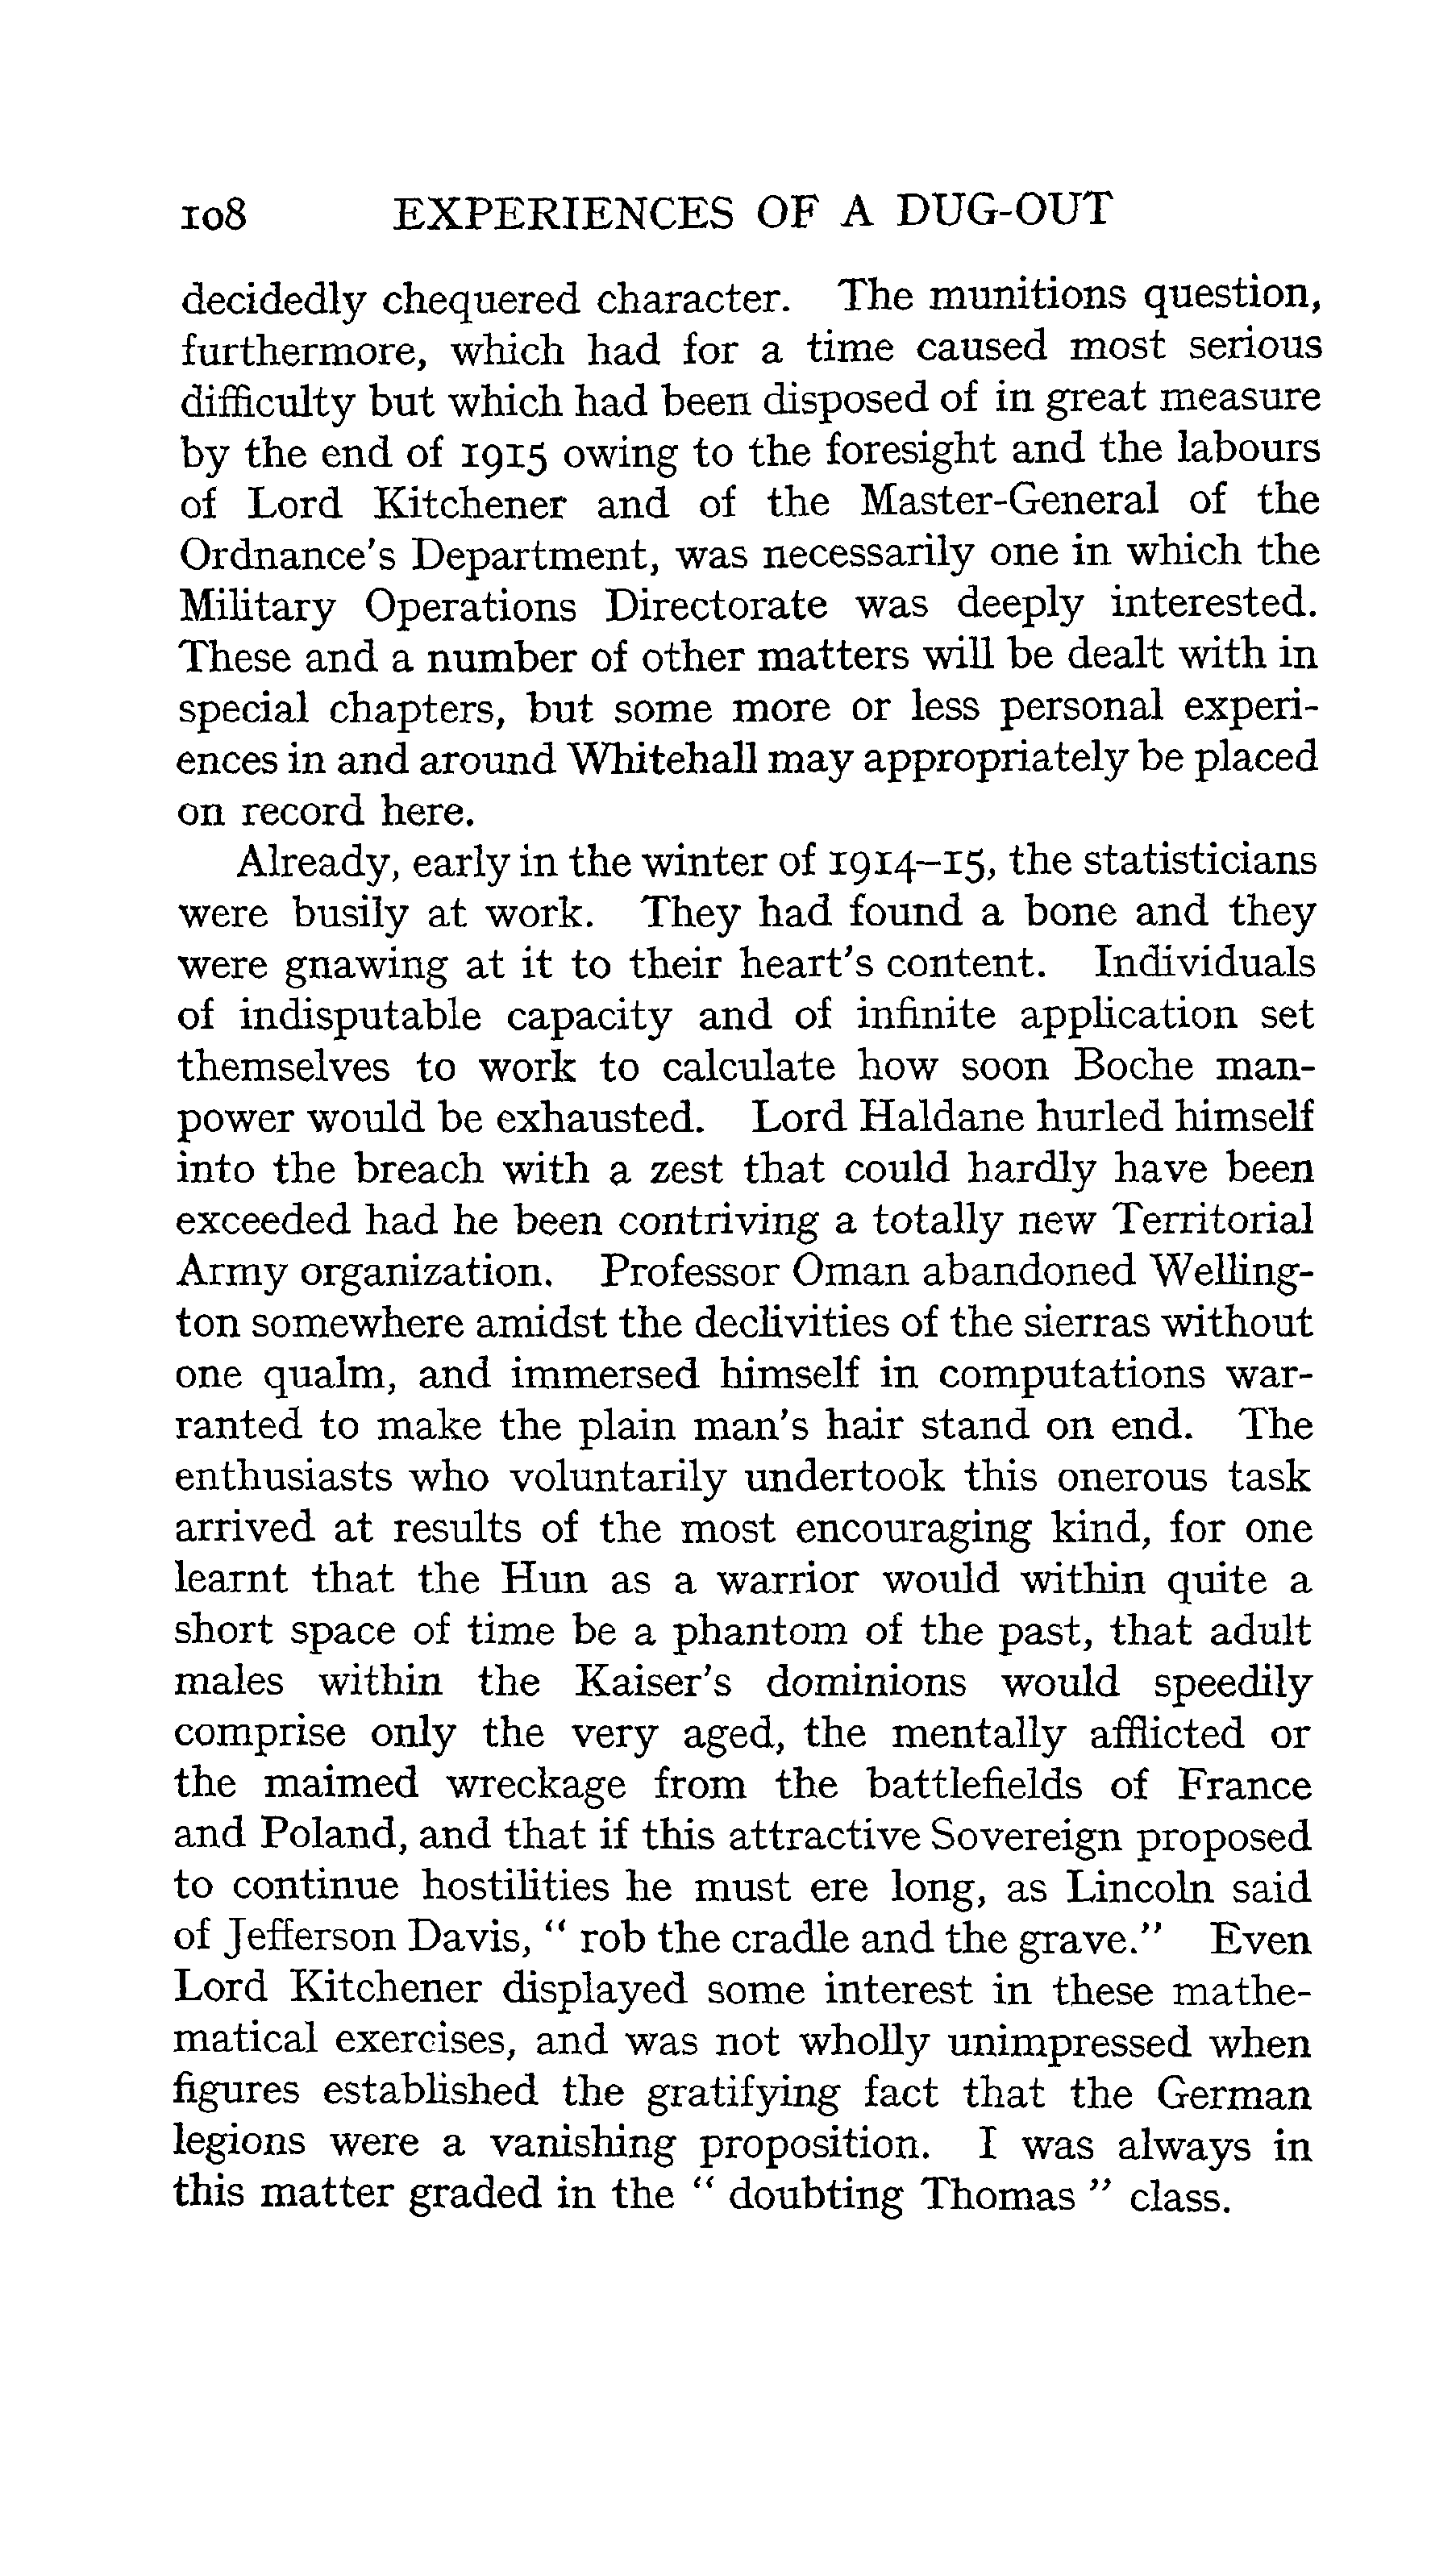 108 EXPERIENCES OF A DUG-OUT
decidedly chequered character. The munitions question,
furthermore, which had for a time caused most serious
difficulty but which had been disposed of in great measure
by the end of 1915 owing to the foresight and the labours
of Lord Kitchener and of the Master-General of the
Ordnance's Department, was necessarily one in which the
Military Operations Directorate was deeply interested.
These and a number of other matters will be dealt with in
special chapters, but some more or less personal experi-
ences in and around Whitehall may appropriately be placed
on record here.
Already, early in the winter of 1914–15, the statisticians
were busily at work. They had found a bone and they
were gnawing at it to their heart's content. Individuals
of indisputable capacity and of infinite application set
themselves to work to calculate how soon Boche man-
power would be exhausted. Lord Haldane hurled himself
into the breach with a zest that could hardly have been
exceeded had he been contriving a totally new Territorial
Army organization. Professor Oman abandoned Welling-
ton somewhere amidst the declivities of the sierras without
one qualm, and immersed himself in computations war-
ranted to make the plain man's hair stand on end. The
enthusiasts who voluntarily undertook this onerous task
arrived at results of the most encouraging kind, for one
learnt that the Hun as a warrior would within quite a
short space of time be a phantom of the past, that adult
males within the Kaiser's dominions would speedily
comprise only the very aged, the mentally afflicted or
the maimed wreckage from the battlefields of France
and Poland, and that if this attractive Sovereign proposed
to continue hostilities he must ere long, as Lincoln said
of Jefferson Davis, “ rob the cradle and the grave.” Even
Lord Kitchener displayed some interest in these mathe-
matical exercises, and was not wholly unimpressed when
figures established the gratifying fact that the German
legions were a vanishing proposition. I was always in
this matter graded in the “ doubting Thomas ” class.